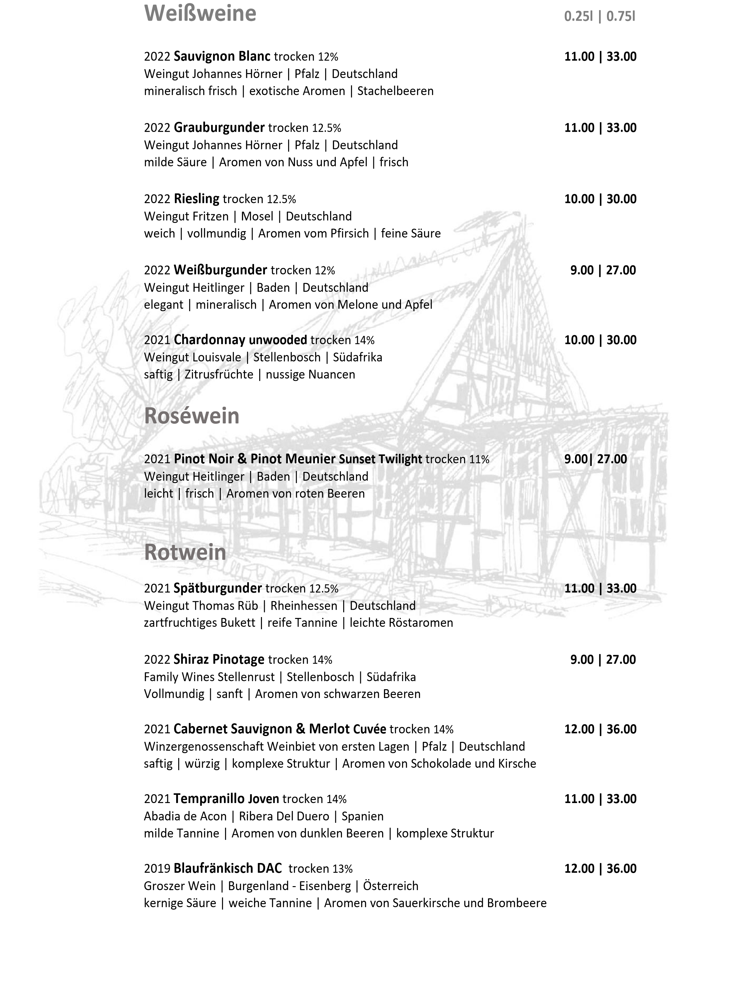 Weißweine 0.25l | 0.75l
2022 Sauvignon Blanc trocken 12% 11.00 | 33.00
Weingut Johannes Hörner | Pfalz | Deutschland
mineralisch frisch | exotische Aromen | Stachelbeeren
2022 Grauburgunder trocken 12.5% 11.00 | 33.00
Weingut Johannes Hörner | Pfalz | Deutschland
milde Säure | Aromen von Nuss und Apfel | frisch
2022 Riesling trocken 12.5% 10.00 | 30.00
Weingut Fritzen | Mosel | Deutschland
weich | vollmundig | Aromen vom Pfirsich | feine Säure
2022 Weißburgunder trocken 12% 9.00 | 27.00
Weingut Heitlinger | Baden | Deutschland
elegant | mineralisch | Aromen von Melone und Apfel
2021 Chardonnay unwooded trocken 14% 10.00 | 30.00
Weingut Louisvale | Stellenbosch | Südafrika
saftig | Zitrusfrüchte | nussige Nuancen
Roséwein
2021 Pinot Noir & Pinot Meunier Sunset Twilight trocken 11% 9.00| 27.00
Weingut Heitlinger | Baden | Deutschland
leicht | frisch | Aromen von roten Beeren
Rotwein
2021 Spätburgunder trocken 12.5% 11.00 | 33.00
Weingut Thomas Rüb | Rheinhessen | Deutschland
zartfruchtiges Bukett | reife Tannine | leichte Röstaromen
2022 Shiraz Pinotage trocken 14% 9.00 | 27.00
Family Wines Stellenrust | Stellenbosch | Südafrika
Vollmundig | sanft | Aromen von schwarzen Beeren
2021 Cabernet Sauvignon & Merlot Cuvée trocken 14% 12.00 | 36.00
Winzergenossenschaft Weinbiet von ersten Lagen | Pfalz | Deutschland
saftig | würzig | komplexe Struktur | Aromen von Schokolade und Kirsche
2021 Tempranillo Joven trocken 14% 11.00 | 33.00
Abadia de Acon | Ribera Del Duero | Spanien
milde Tannine | Aromen von dunklen Beeren | komplexe Struktur
2019 Blaufränkisch DAC trocken 13% 12.00 | 36.00
Groszer Wein | Burgenland - Eisenberg | Österreich
kernige Säure | weiche Tannine | Aromen von Sauerkirsche und Brombeere